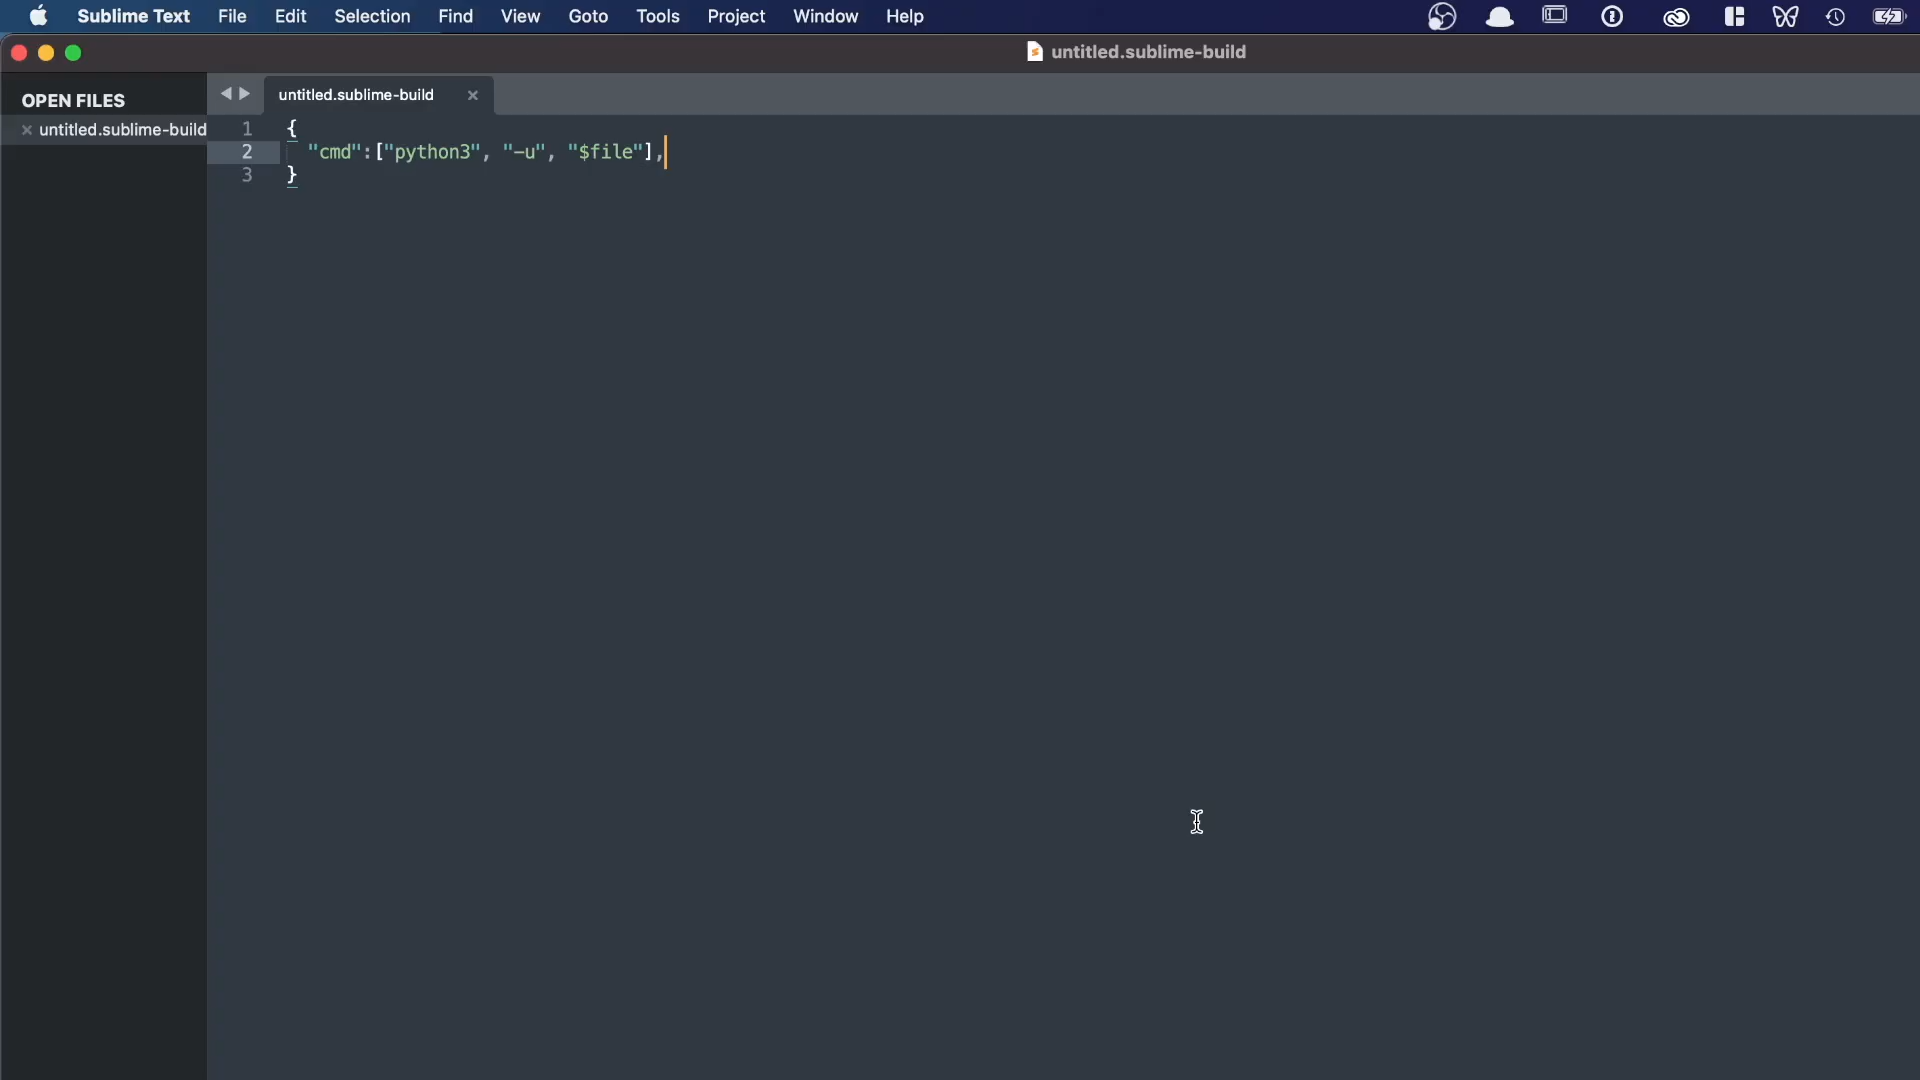 Sublime Text File Edit Selection Find View Goto Tools Project Window Help
untitled.sublime-build
OPEN FILES
untitled.sublime-build
untitled.sublime-build
1 {
2 "cmd":["python3", "-u", "$file"],
3 }